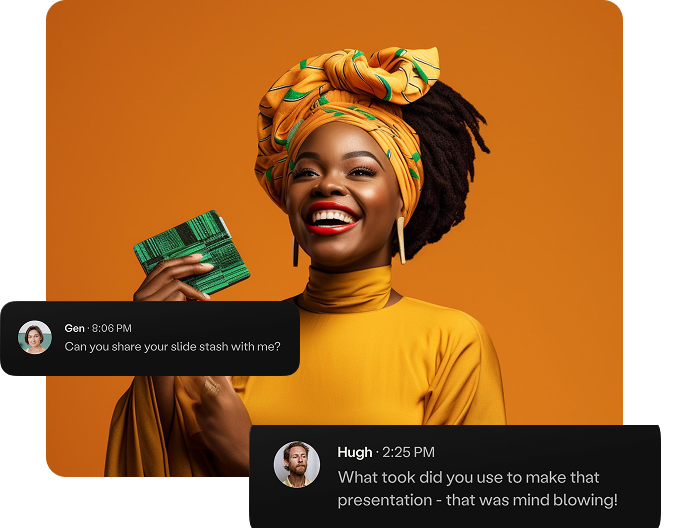 Gen · 8:06 PM
Can you share your slide stash with me?
Hugh · 2:25 PM
What took did you use to make that
presentation - that was mind blowing!